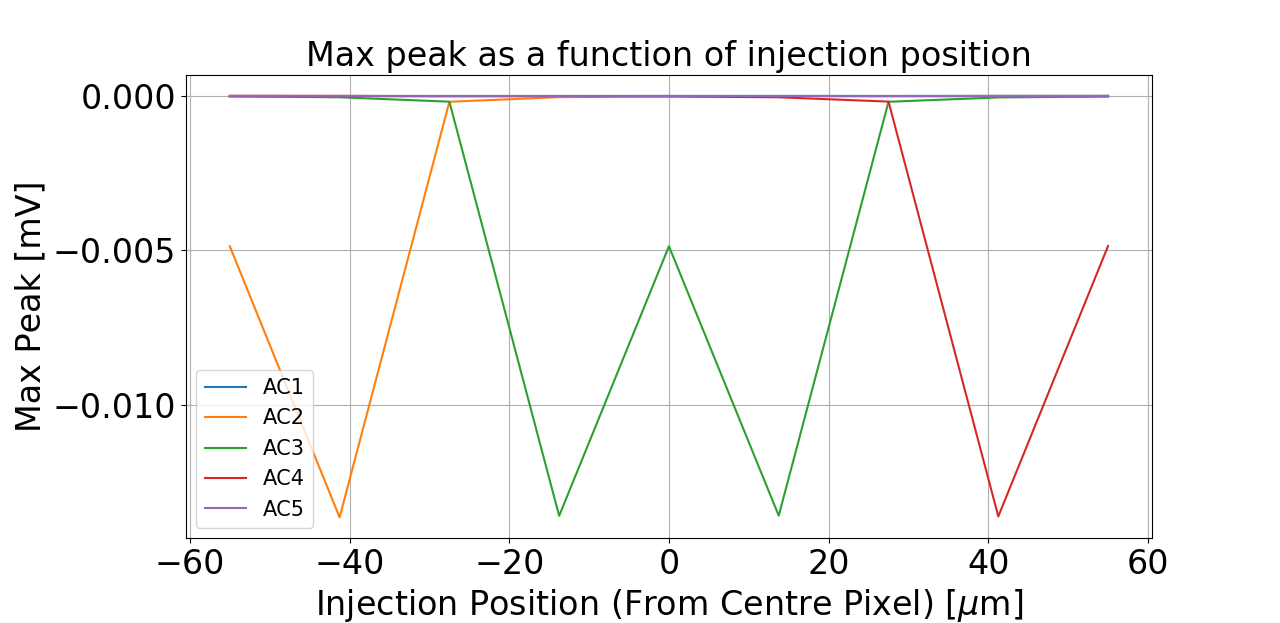 Max peak as a function of injection position
Max Peak [mV]
0.000
−0.005
−0.010
AC1
AC2
AC3
AC4
AC5
−60 −40 −20 0 20 40 60
Injection Position (From Centre Pixel) [μm]